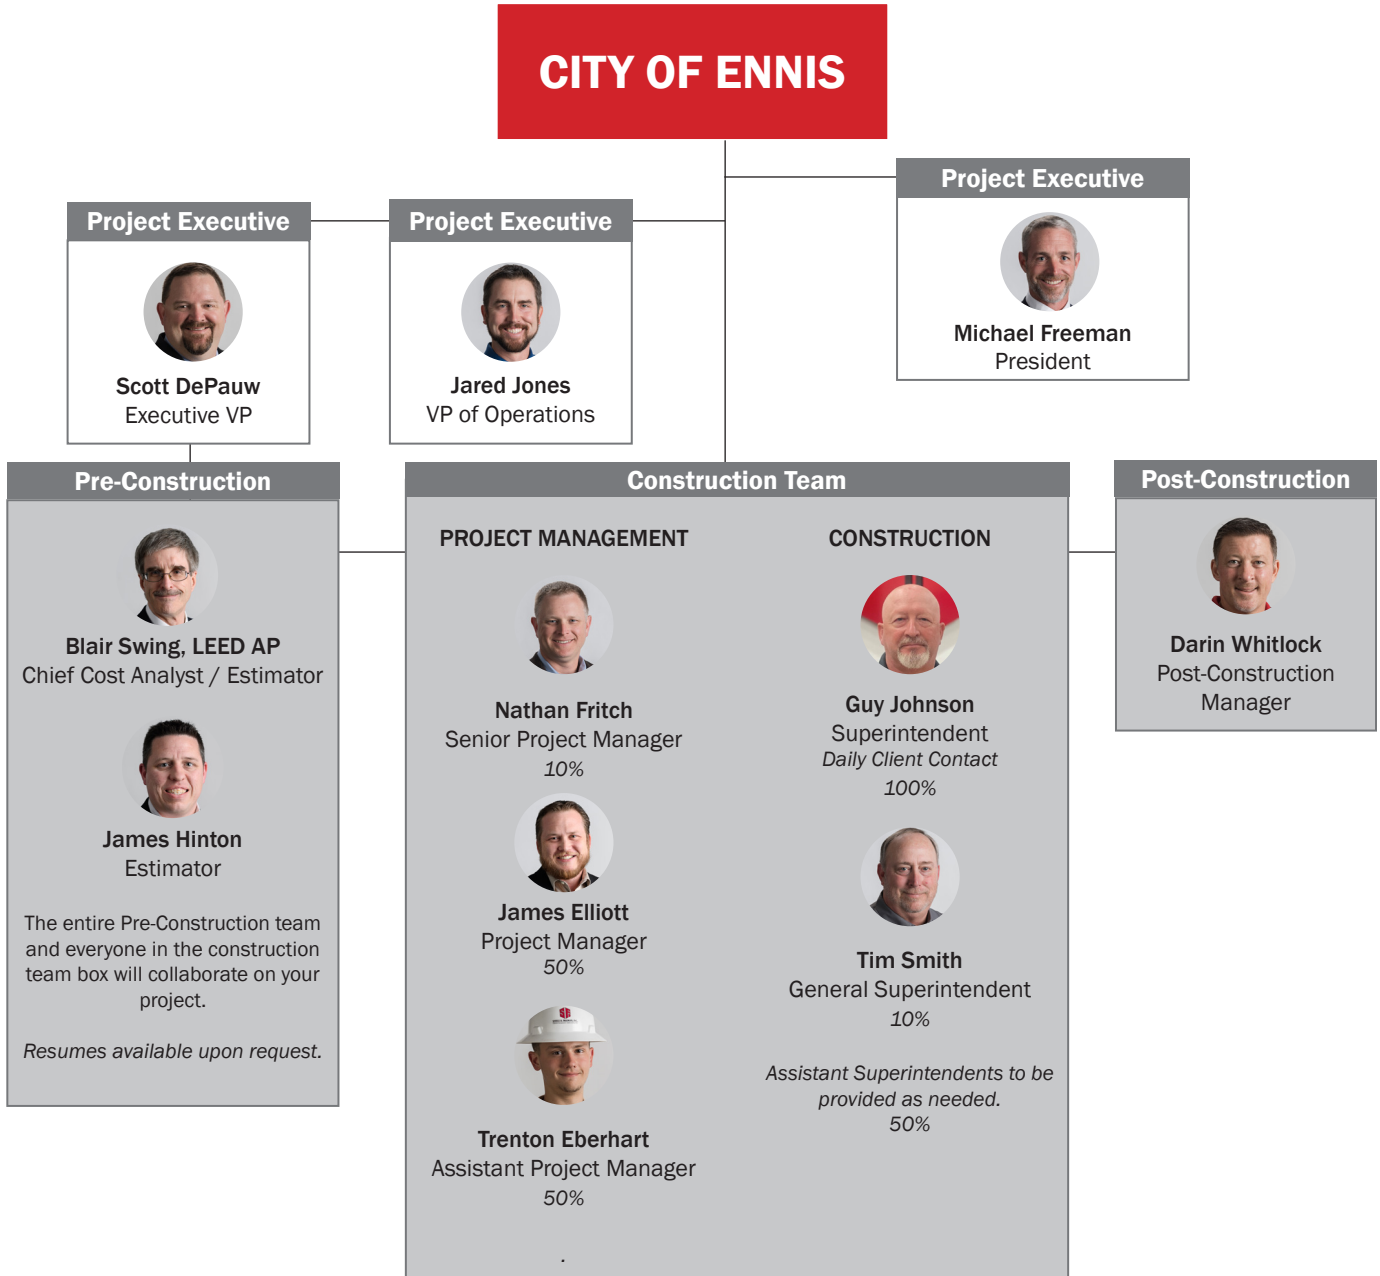 CITY OF ENNIS
Project Executive
Michael Freeman
President
Project Executive
Scott DePauw
Executive VP
Project Executive
Jared Jones
VP of Operations
Pre-Construction
Blair Swing, LEED AP
Chief Cost Analyst / Estimator
James Hinton
Estimator
The entire Pre-Construction team
and everyone in the construction
team box will collaborate on your
project.
Resumes available upon request.
Construction Team
PROJECT MANAGEMENT
Nathan Fritch
Senior Project Manager
10%
James Elliott
Project Manager
50%
Trenton Eberhart
Assistant Project Manager
50%
.
CONSTRUCTION
Guy Johnson
Superintendent
Daily Client Contact
100%
Tim Smith
General Superintendent
10%
Assistant Superintendents to be
provided as needed.
50%
Post-Construction
Darin Whitlock
Post-Construction
Manager